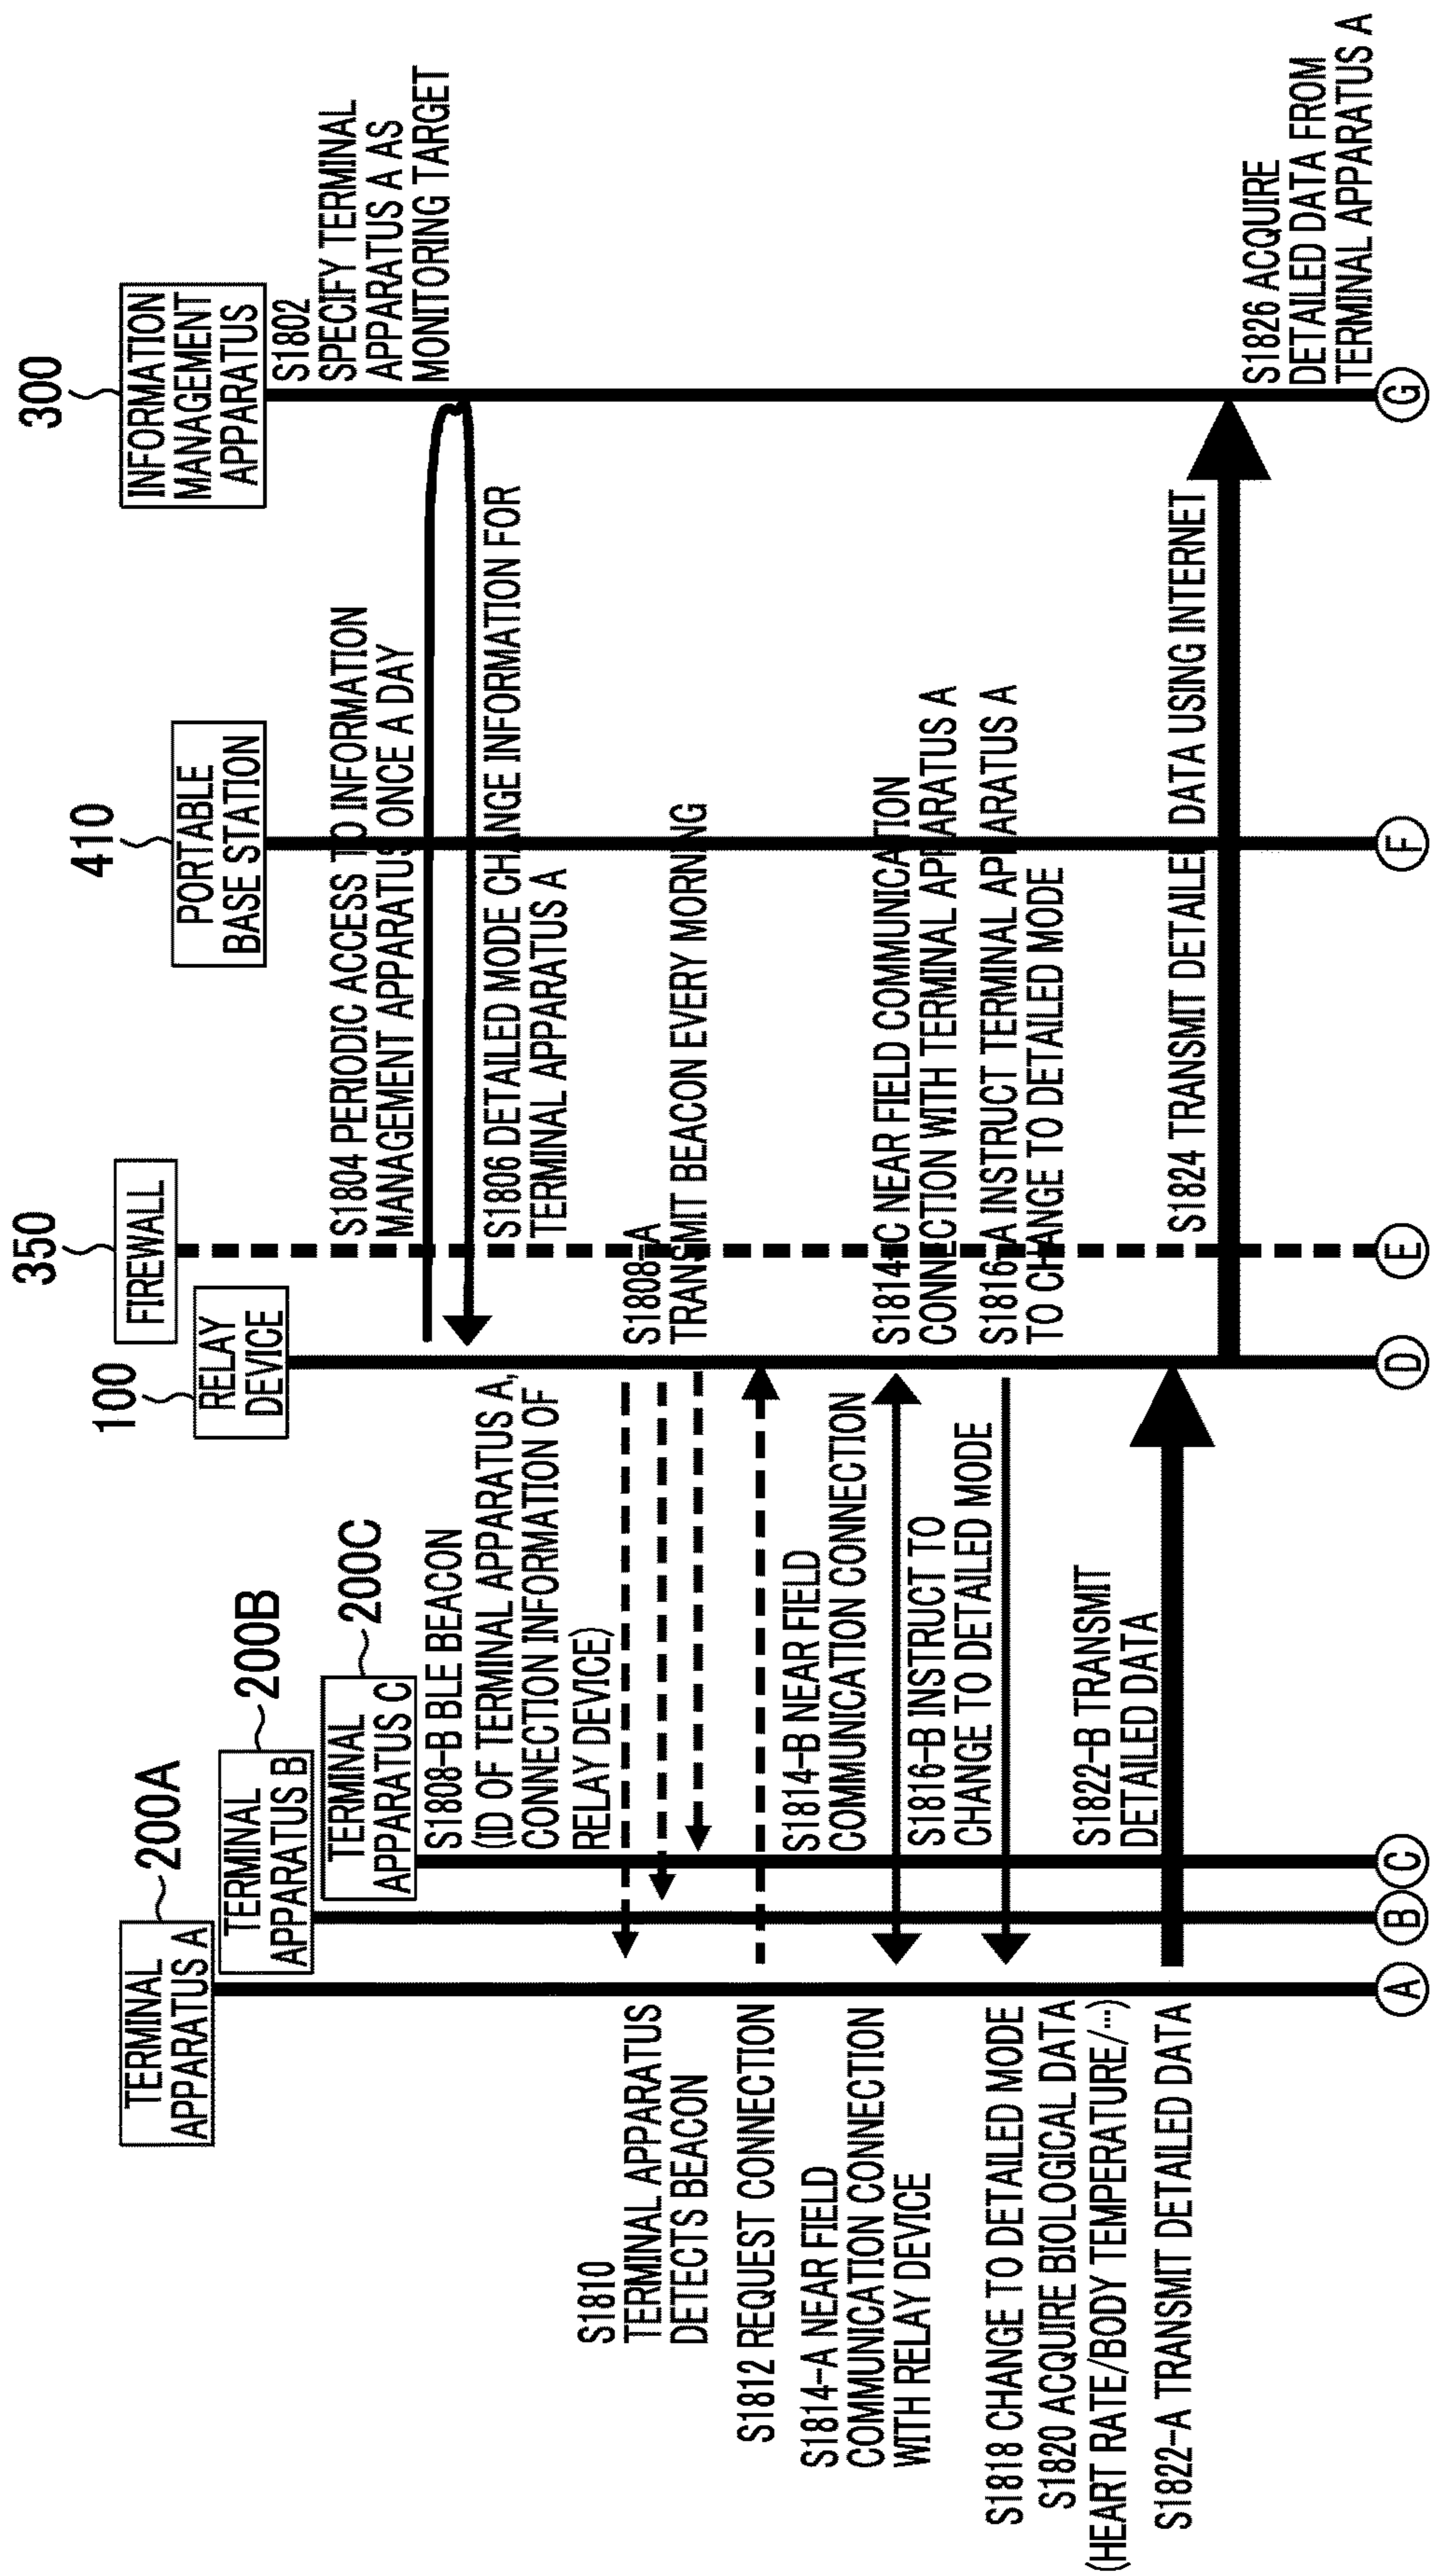 TERMINAL
APPARATUS A
200A
TERMINAL
APPARATUS B
200B
TERMINAL
APPARATUS C
200C
100
RELAY
DEVICE
350
FIREWALL
410
PORTABLE
BASE STATION
300
INFORMATION
MANAGEMENT
APPARATUS
S1802
SPECIFY TERMINAL
APPARATUS A AS
MONITORING TARGET
S1804 PERIODIC ACCESS TO INFORMATION
MANAGEMENT APPARATUS ONCE A DAY
S1806 DETAILED MODE CHANGE INFORMATION FOR
TERMINAL APPARATUS A
S1808-A
TRANSMIT BEACON EVERY MORNING
S1808-B BLE BEACON
(ID OF TERMINAL APPARATUS A,
CONNECTION INFORMATION OF
RELAY DEVICE)
S1810
TERMINAL APPARATUS
DETECTS BEACON
S1812 REQUEST CONNECTION
S1814-A NEAR FIELD
COMMUNICATION CONNECTION
WITH RELAY DEVICE
S1814-B NEAR FIELD
COMMUNICATION CONNECTION
S1814-C NEAR FIELD COMMUNICATION
CONNECTION WITH TERMINAL APPARATUS A
S1816-A INSTRUCT TERMINAL APPARATUS A
TO CHANGE TO DETAILED MODE
S1816-B INSTRUCT TO
CHANGE TO DETAILED MODE
S1818 CHANGE TO DETAILED MODE
S1820 ACQUIRE BIOLOGICAL DATA
(HEART RATE/BODY TEMPERATURE/…)
S1822-A TRANSMIT DETAILED DATA
S1822-B TRANSMIT
DETAILED DATA
S1824 TRANSMIT DETAILED DATA USING INTERNET
S1826 ACQUIRE
DETAILED DATA FROM
TERMINAL APPARATUS A
A
B
C
D
E
F
G